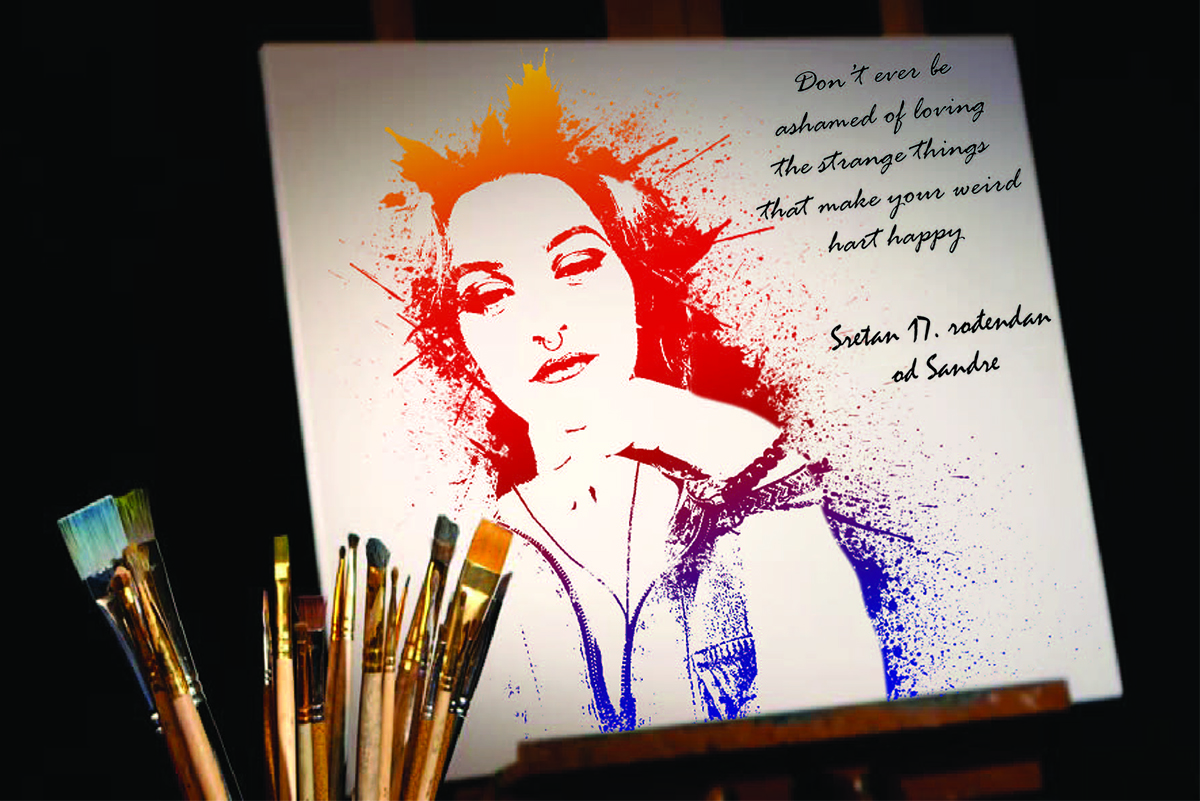 Don't ever be
ashamed of loving
the strange things
that make your weird
hart happy
Sretan 17. rođendan
od Sandre